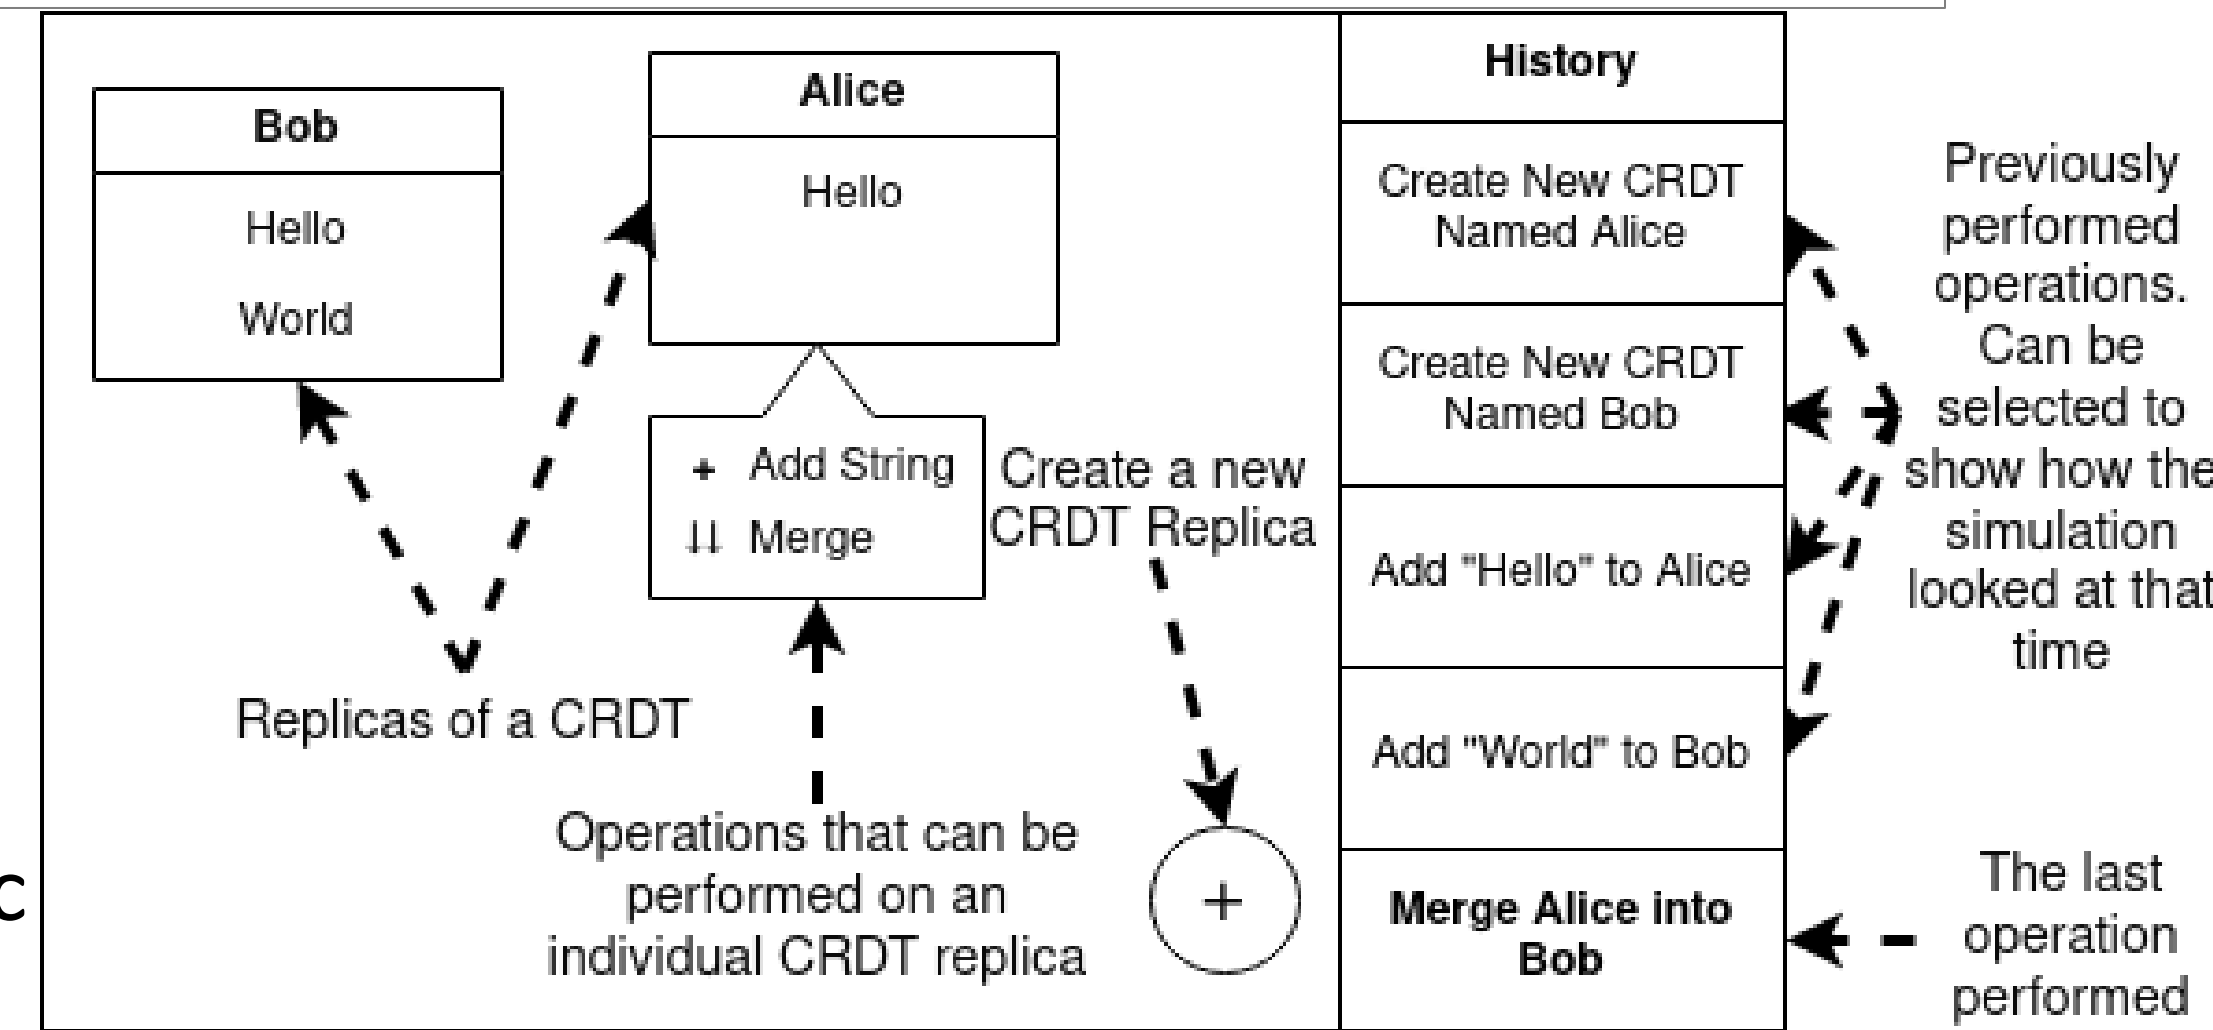 Bob
Hello
World
Alice
Hello
+ Add String
↓↓ Merge
Create a new
CRDT Replica
Replicas of a CRDT
Operations that can be
performed on an
individual CRDT replica
+
History
Create New CRDT
Named Alice
Create New CRDT
Named Bob
Add "Hello" to Alice
Add "World" to Bob
Merge Alice into
Bob
Previously
performed
operations.
Can be
selected to
show how the
simulation
looked at that
time
The last
operation
performed
c